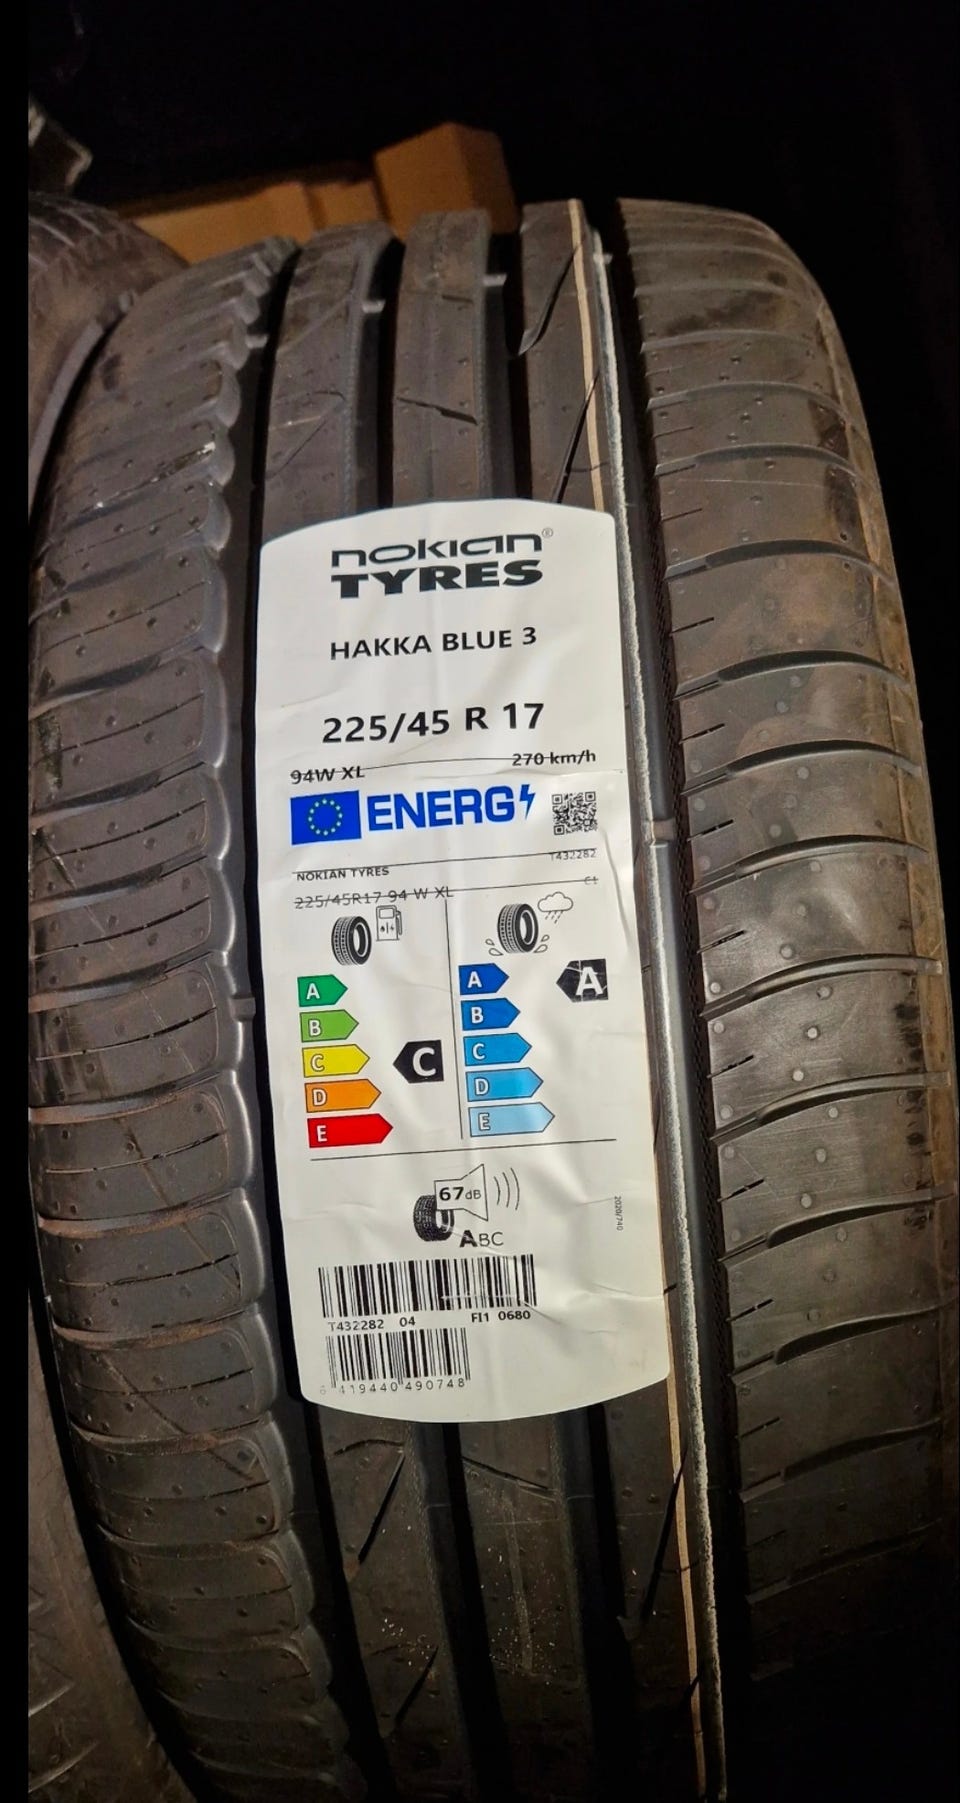 nokian®
TYRES
HAKKA BLUE 3
225/45 R 17
94W XL 270 km/h
ENERG
NOKIAN TYRES T432282
225/45R17 94 W XL C1
A A A
B B
C C C
D D
E E
67dB
ABC
2020/740
T432282 04 FI1 0680
6 419440 490748